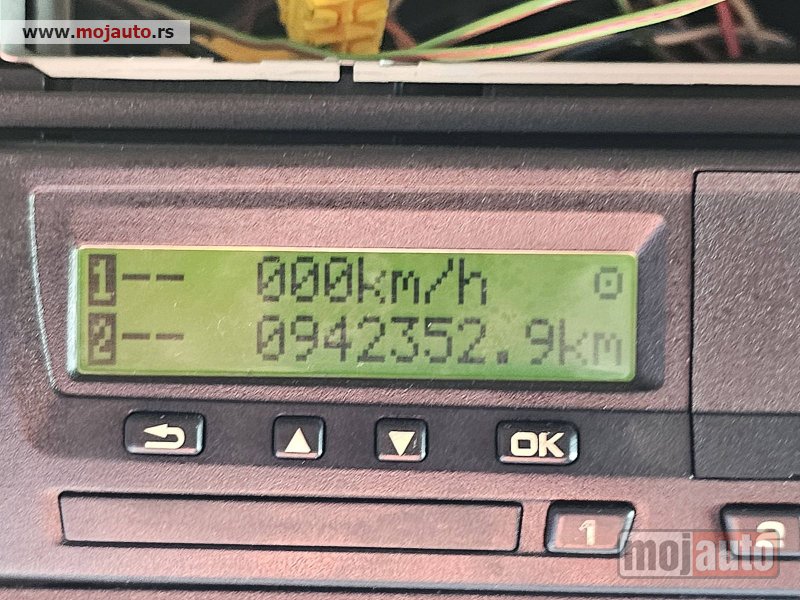 www.mojauto.rs
1-- 000km/h
2-- 0942352.9km
OK
1
2
mojauto